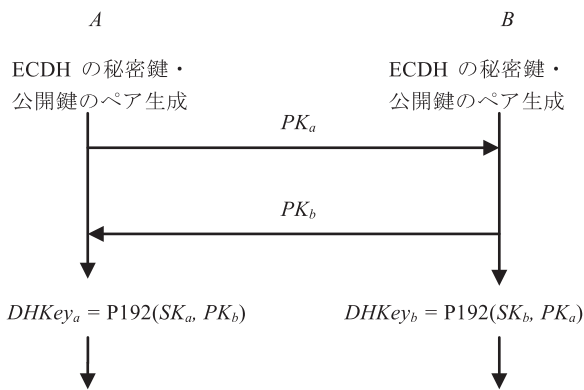 A
B
ECDH の秘密鍵・
公開鍵のペア生成
ECDH の秘密鍵・
公開鍵のペア生成
PKa
PKb
DHKeya = P192(SKa, PKb)
DHKeyb = P192(SKb, PKa)